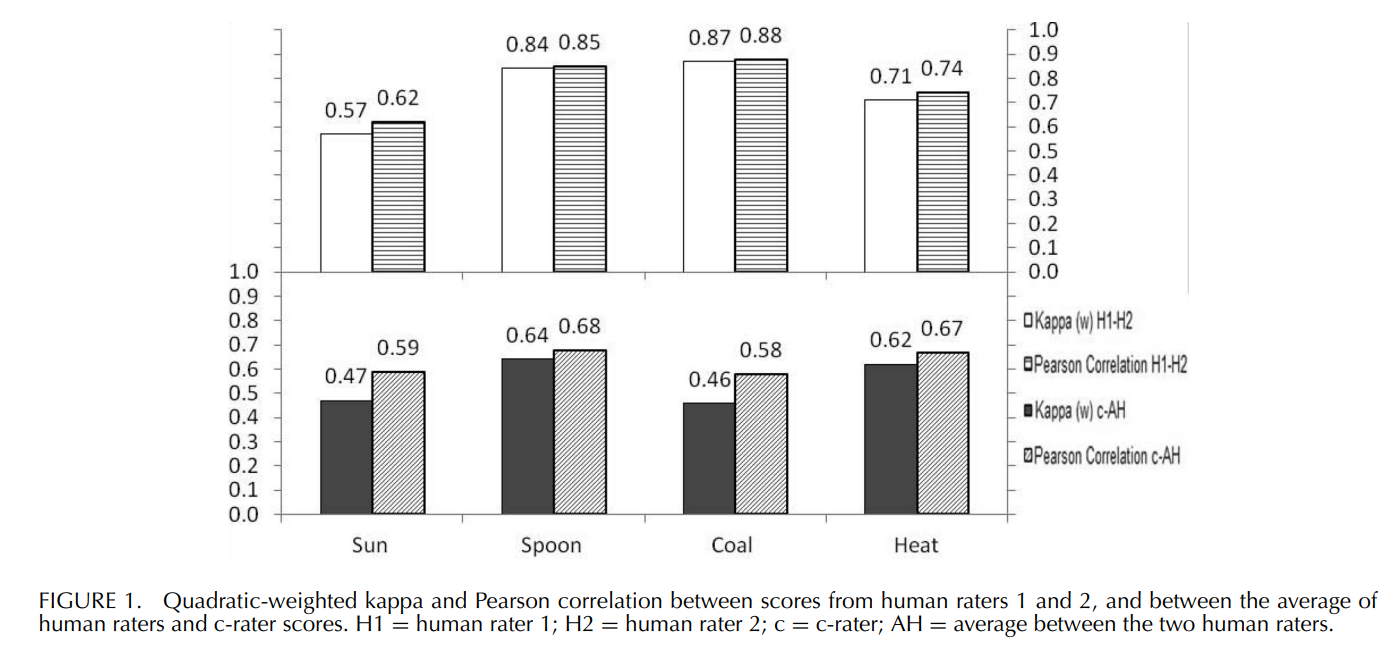 0.57 0.62 0.84 0.85 0.87 0.88 0.71 0.74
1.0
0.9
0.8
0.7
0.6
0.5
0.4
0.3
0.2
0.1
0.0
1.0
0.9
0.8
0.7
0.6
0.5
0.4
0.3
0.2
0.1
0.0
0.47 0.59 0.64 0.68 0.46 0.58 0.62 0.67
Kappa (w) H1-H2
Pearson Correlation H1-H2
Kappa (w) c-AH
Pearson Correlation c-AH
Sun Spoon Coal Heat
FIGURE 1. Quadratic-weighted kappa and Pearson correlation between scores from human raters 1 and 2, and between the average of
human raters and c-rater scores. H1 = human rater 1; H2 = human rater 2; c = c-rater; AH = average between the two human raters.